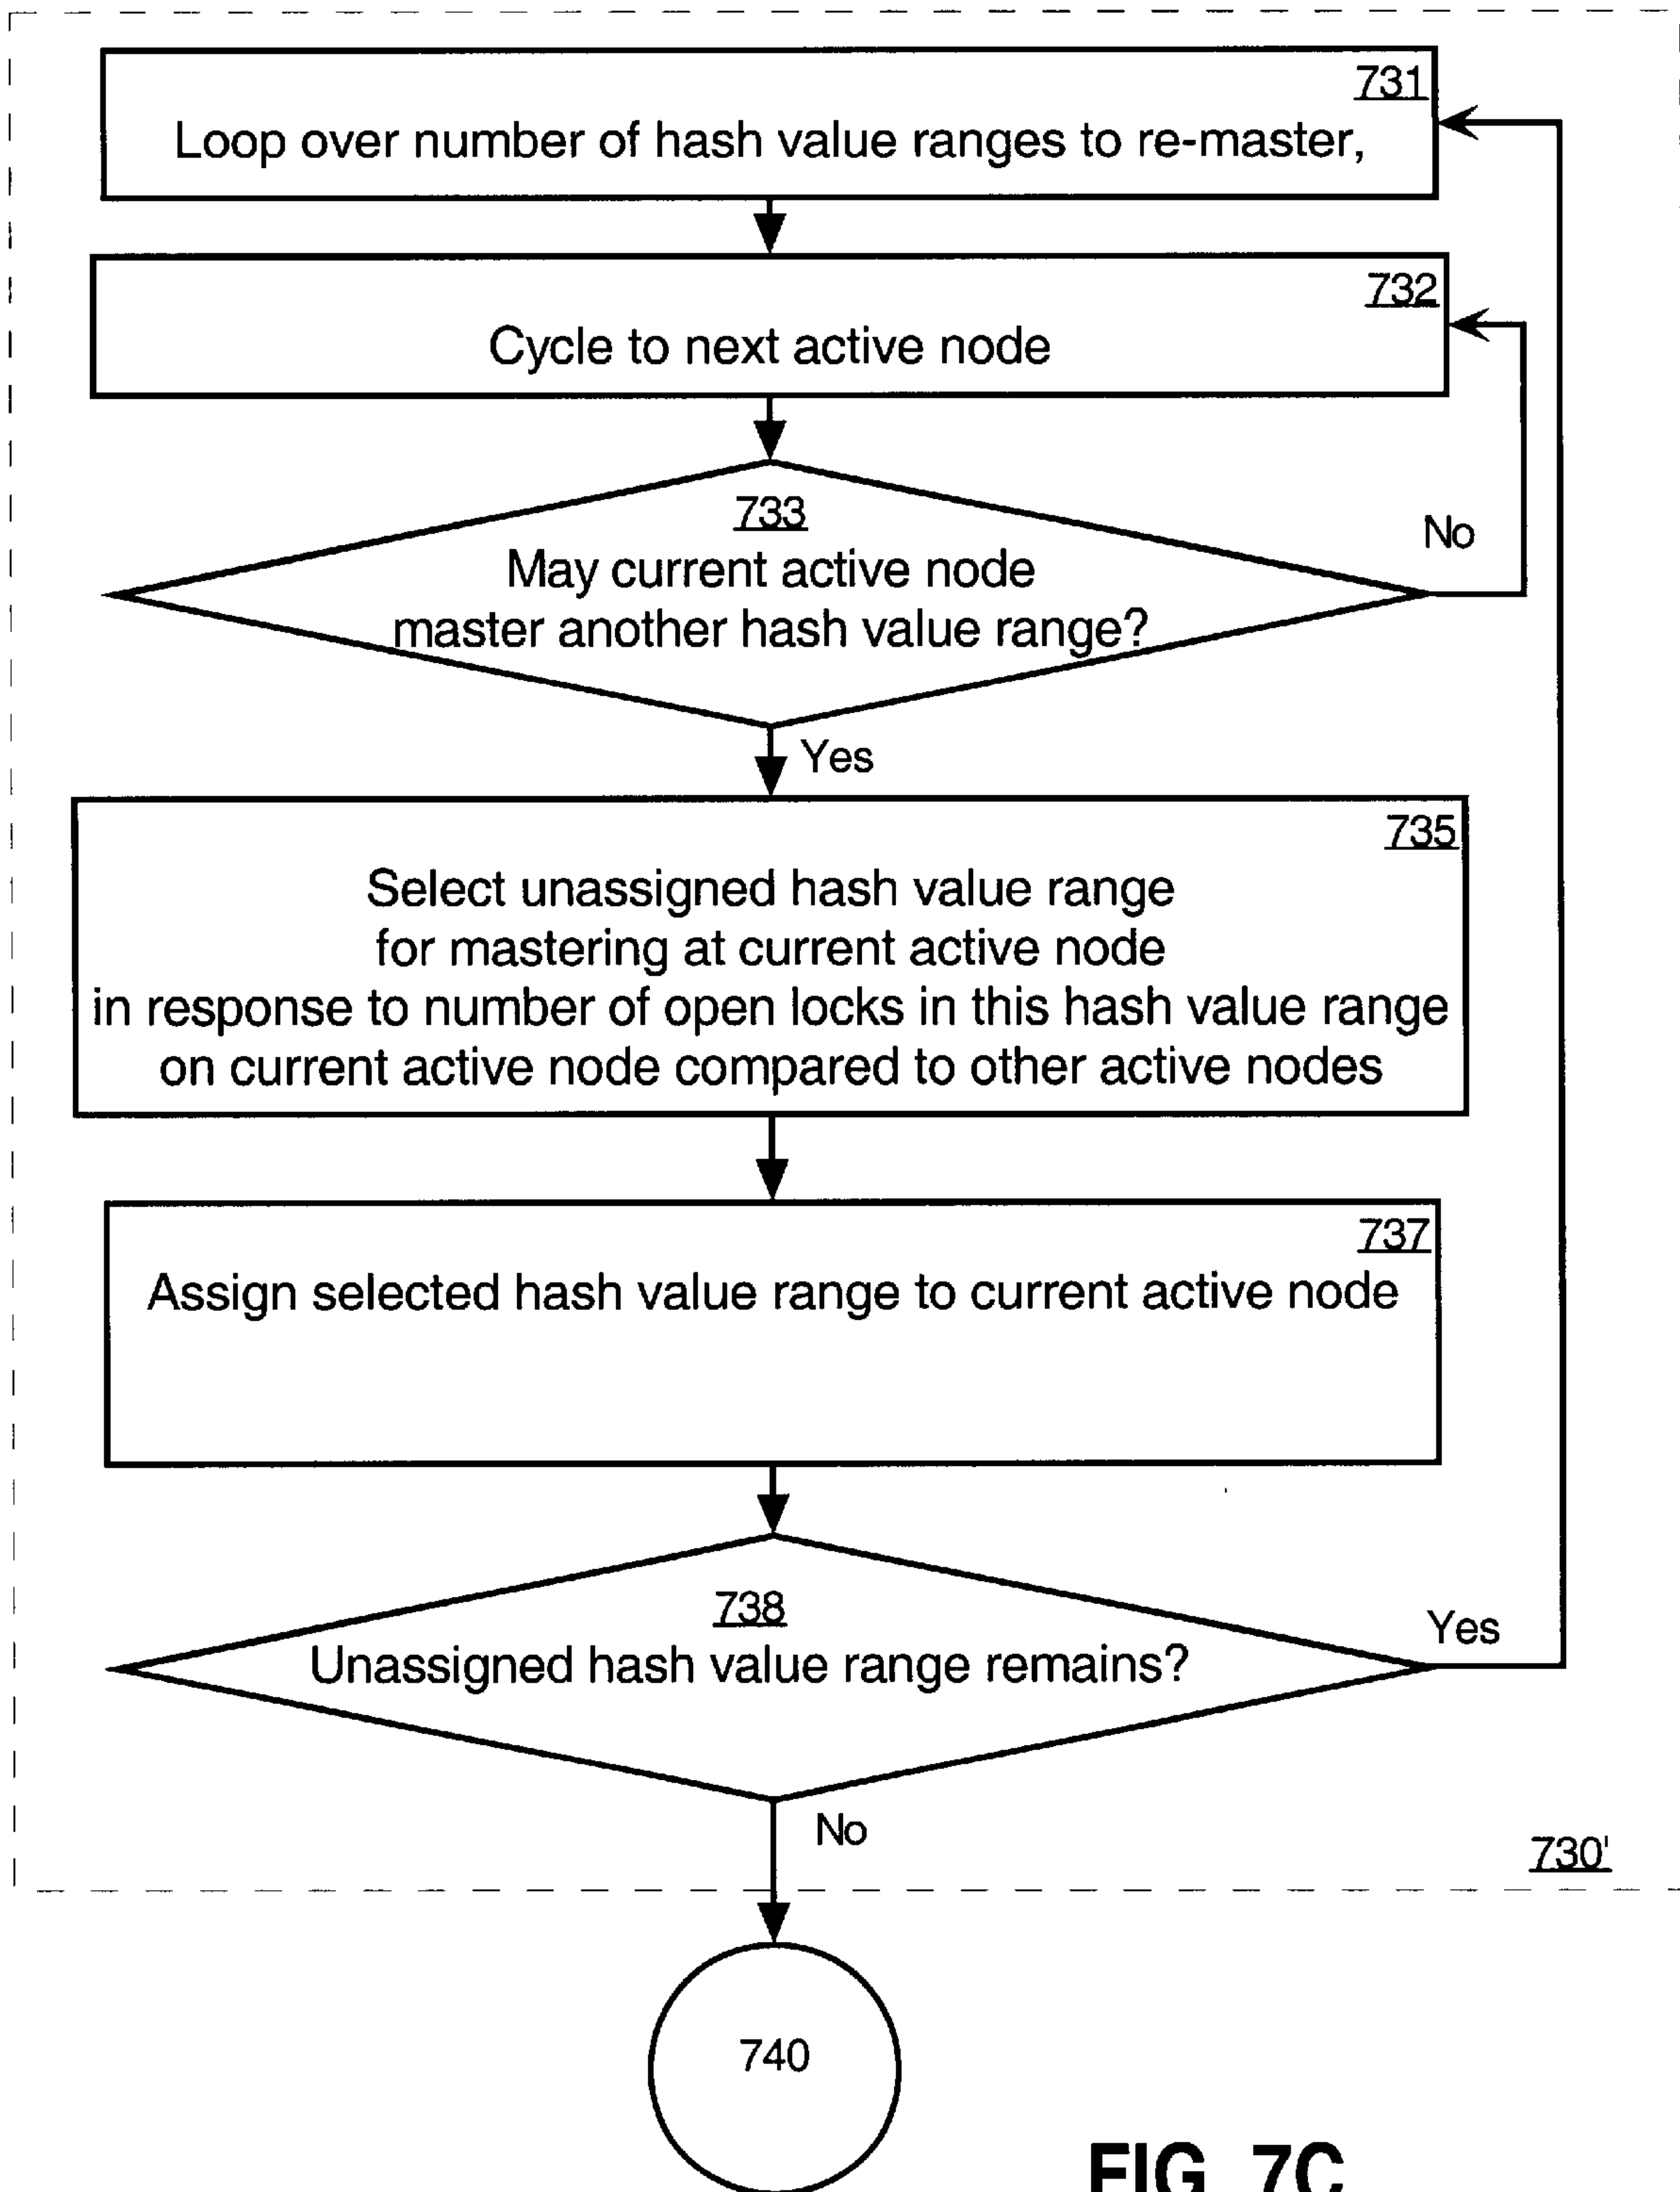 731
Loop over number of hash value ranges to re-master,
732
Cycle to next active node
733
May current active node
master another hash value range?
No
Yes
735
Select unassigned hash value range
for mastering at current active node
in response to number of open locks in this hash value range
on current active node compared to other active nodes
737
Assign selected hash value range to current active node
738
Unassigned hash value range remains?
Yes
No
730'
740
FIG. 7C